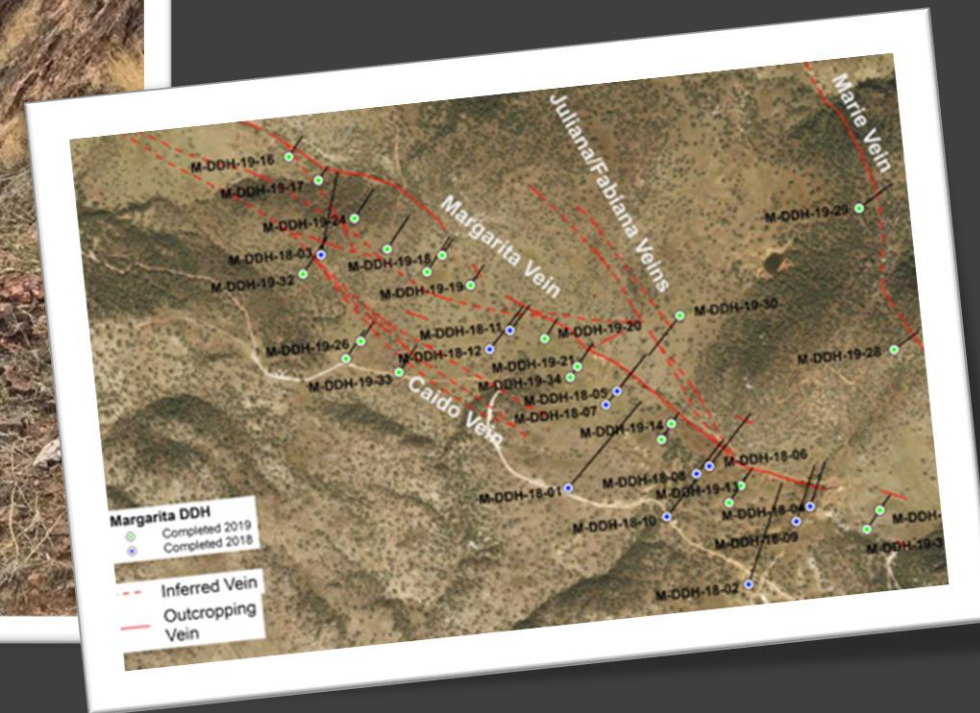 Marie Vein
Juliana/Fabiana Veins
M-DDH-19-16
M-DDH-19-17
M-DDH-19-29
M-DDH-19-24
Margarita Vein
M-DDH-18-03
M-DDH-19-18
M-DDH-19-32
M-DDH-19-19
M-DDH-19-30
M-DDH-18-11
M-DDH-19-20
M-DDH-19-26
M-DDH-18-12
M-DDH-19-28
M-DDH-19-21
M-DDH-19-33
M-DDH-19-34
Caido Vein
M-DDH-18-05
M-DDH-18-07
M-DDH-19-14
M-DDH-18-06
M-DDH-18-08
M-DDH-18-01
M-DDH-18-10
M-DDH-18-09
M-DDH-
M-DDH-19-3
M-DDH-18-02
Margarita DDH
Completed 2019
Completed 2018
Inferred Vein
Outcropping
Vein